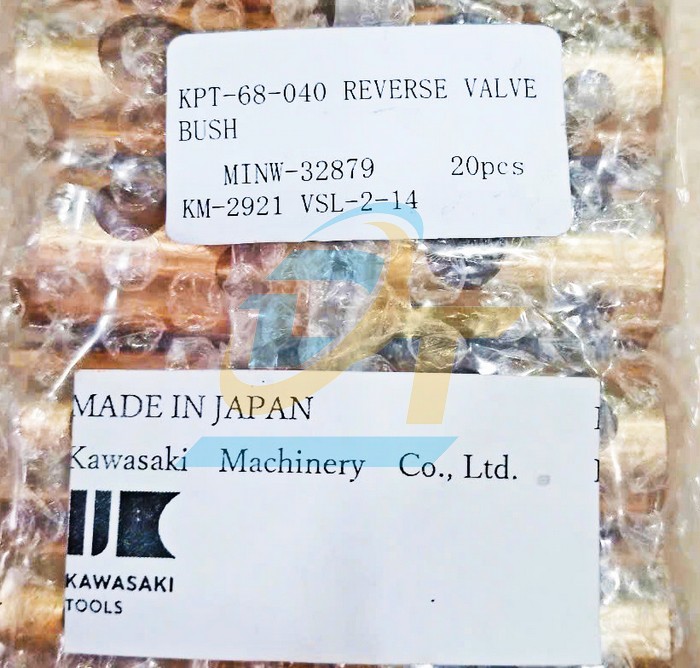 KPT-68-040 REVERSE VALVE
BUSH
MINW-32879 20pcs
KM-2921 VSL-2-14
MADE IN JAPAN
Kawasaki Machinery Co., Ltd.
KAWASAKI
TOOLS